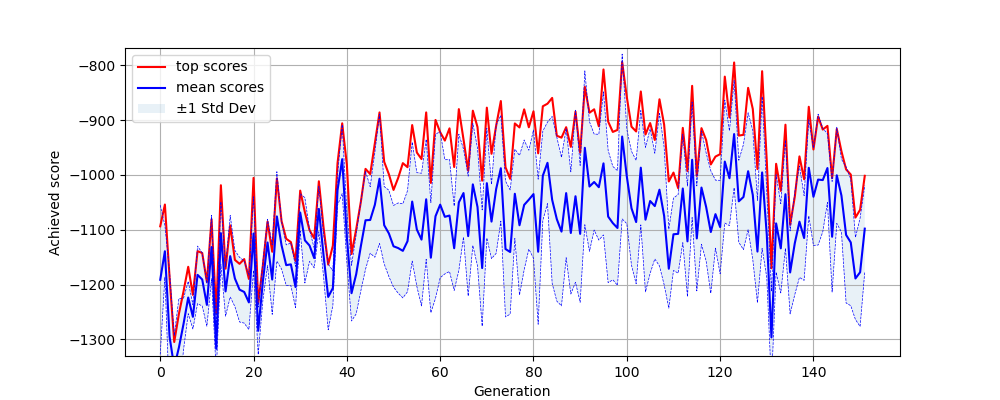 top scores
mean scores
±1 Std Dev
Achieved score
−800
−900
−1000
−1100
−1200
−1300
0 20 40 60 80 100 120 140
Generation